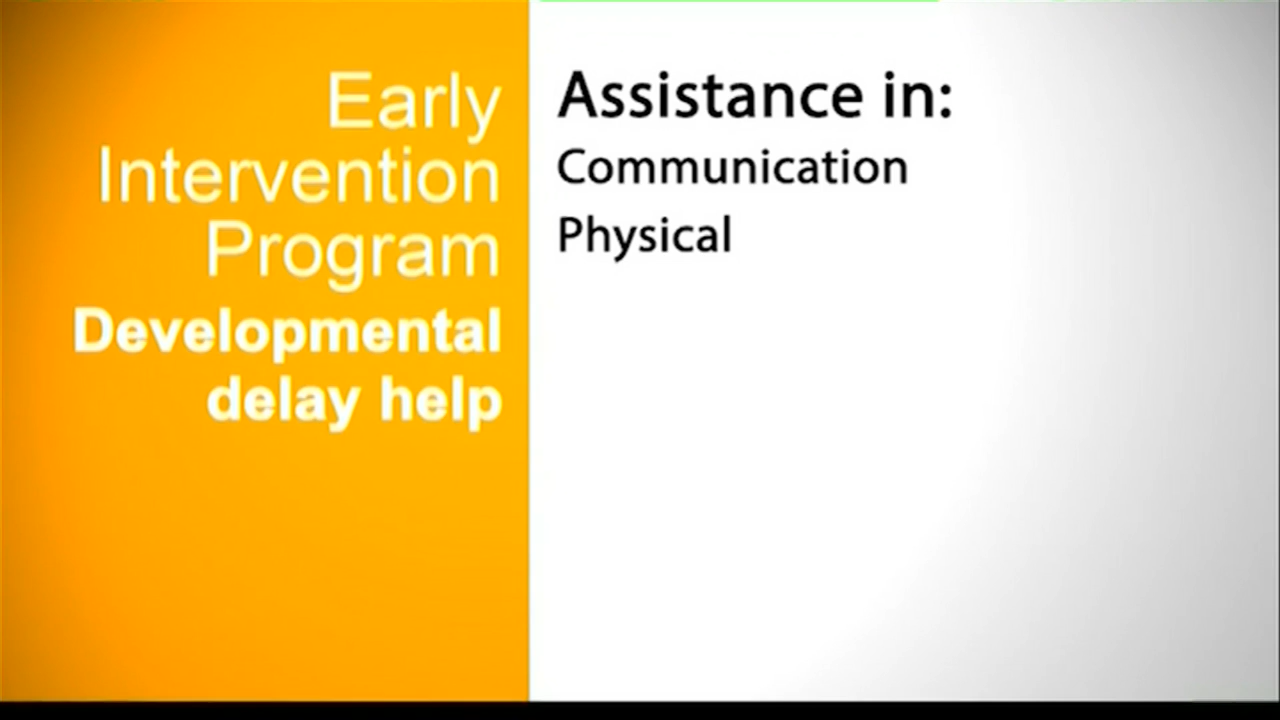 Early
Intervention
Program
Developmental
delay help
Assistance in:
Communication
Physical